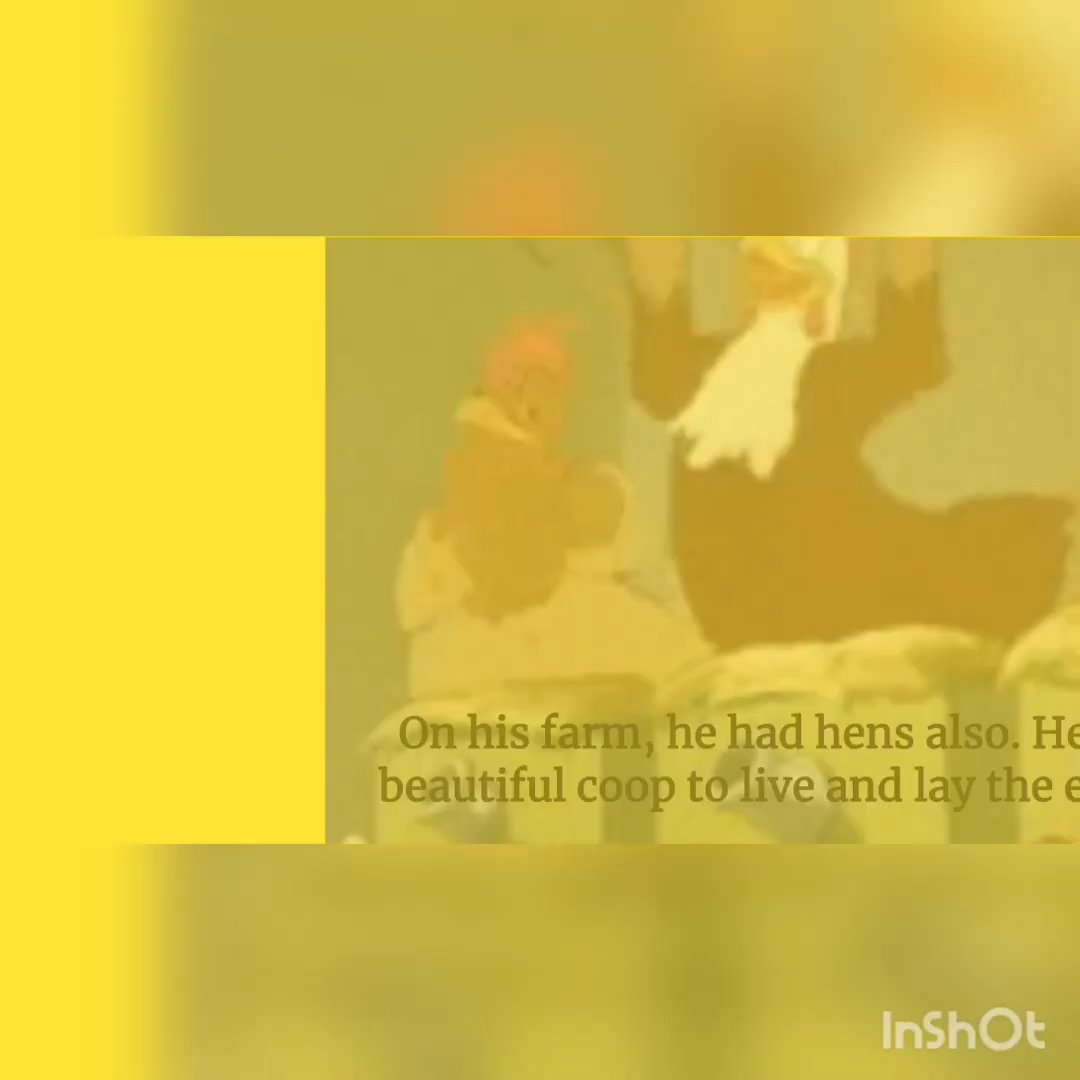 On his farm, he had hens also. He
beautiful coop to live and lay the
InShOt